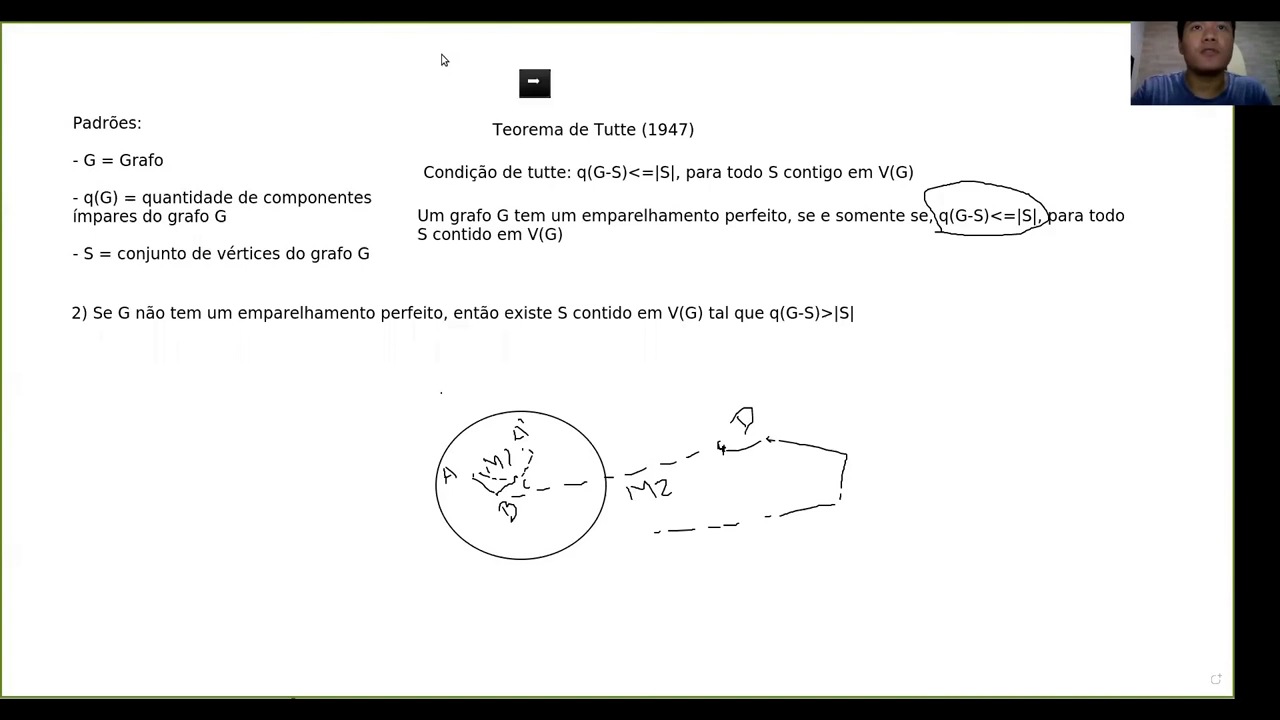 Padrões:
- G = Grafo
- q(G) = quantidade de componentes
ímpares do grafo G
- S = conjunto de vértices do grafo G
Teorema de Tutte (1947)
Condição de tutte: q(G-S)<=|S|, para todo S contigo em V(G)
Um grafo G tem um emparelhamento perfeito, se e somente se, q(G-S)<=|S|, para todo
S contido em V(G)
2) Se G não tem um emparelhamento perfeito, então existe S contido em V(G) tal que q(G-S)>|S|
A
M1
B
C
M2
D